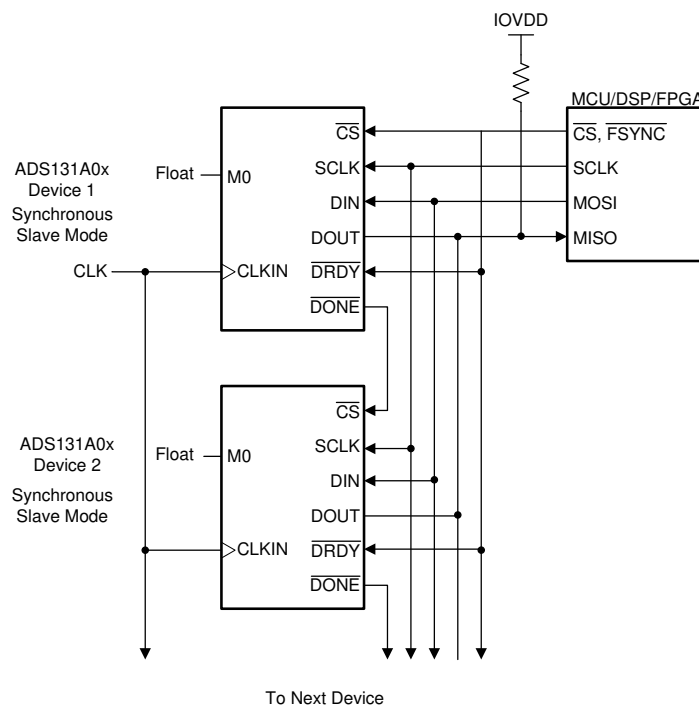 IOVDD
MCU/DSP/FPGA
CS, FSYNC
SCLK
MOSI
MISO
ADS131A0x
Device 1
Synchronous
Slave Mode
Float
M0
CLK
CLKIN
CS
SCLK
DIN
DOUT
DRDY
DONE
ADS131A0x
Device 2
Synchronous
Slave Mode
Float
M0
CLKIN
CS
SCLK
DIN
DOUT
DRDY
DONE
To Next Device